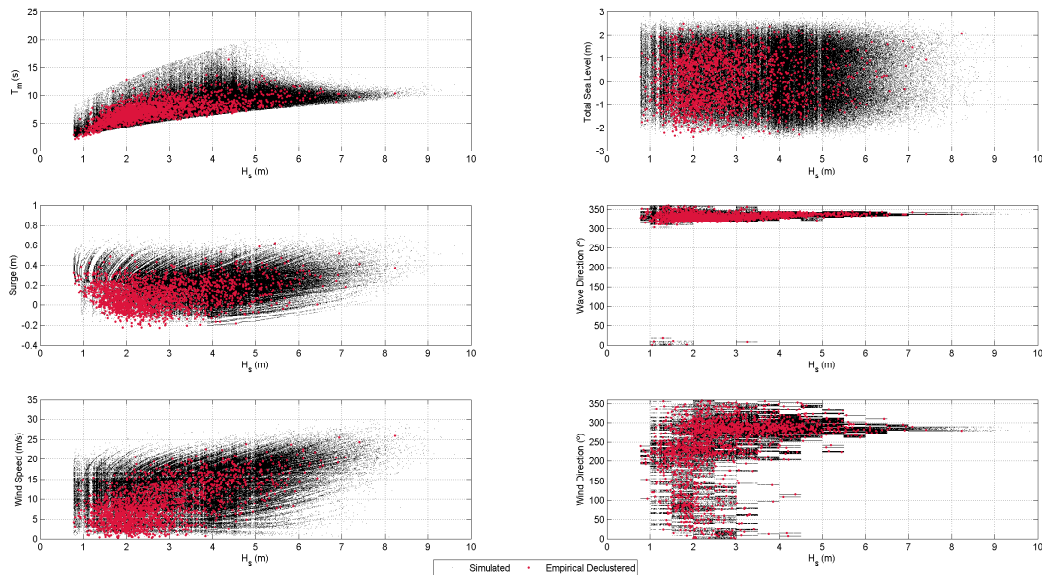 25
20
15
10
5
0
T_m (s)
0 1 2 3 4 5 6 7 8 9 10
H_s (m)
3
2
1
0
-1
-2
-3
Total Sea Level (m)
0 1 2 3 4 5 6 7 8 9 10
H_s (m)
1
0.8
0.6
0.4
0.2
0
-0.2
-0.4
Surge (m)
0 1 2 3 4 5 6 7 8 9 10
H_s (m)
350
300
250
200
150
100
50
0
Wave Direction (º)
0 1 2 3 4 5 6 7 8 9 10
H_s (m)
35
30
25
20
15
10
5
0
Wind Speed (m/s)
0 1 2 3 4 5 6 7 8 9 10
H_s (m)
350
300
250
200
150
100
50
0
Wind Direction (º)
0 1 2 3 4 5 6 7 8 9 10
H_s (m)
Simulated Empirical Declustered